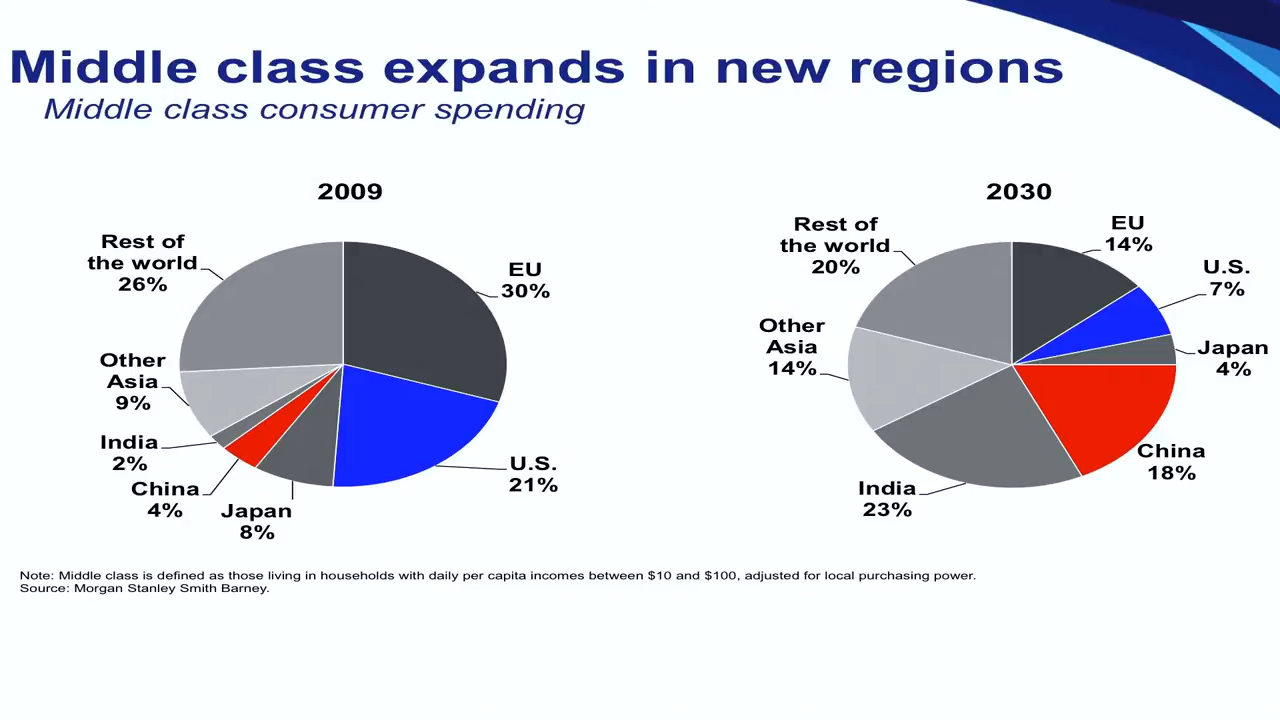 Middle class expands in new regions
Middle class consumer spending
2009
Rest of
the world
26%
EU
30%
Other
Asia
9%
India
2%
China
4%
Japan
8%
U.S.
21%
2030
Rest of
the world
20%
EU
14%
U.S.
7%
Other
Asia
14%
Japan
4%
China
18%
India
23%
Note: Middle class is defined as those living in households with daily per capita incomes between $10 and $100, adjusted for local purchasing power.
Source: Morgan Stanley Smith Barney.